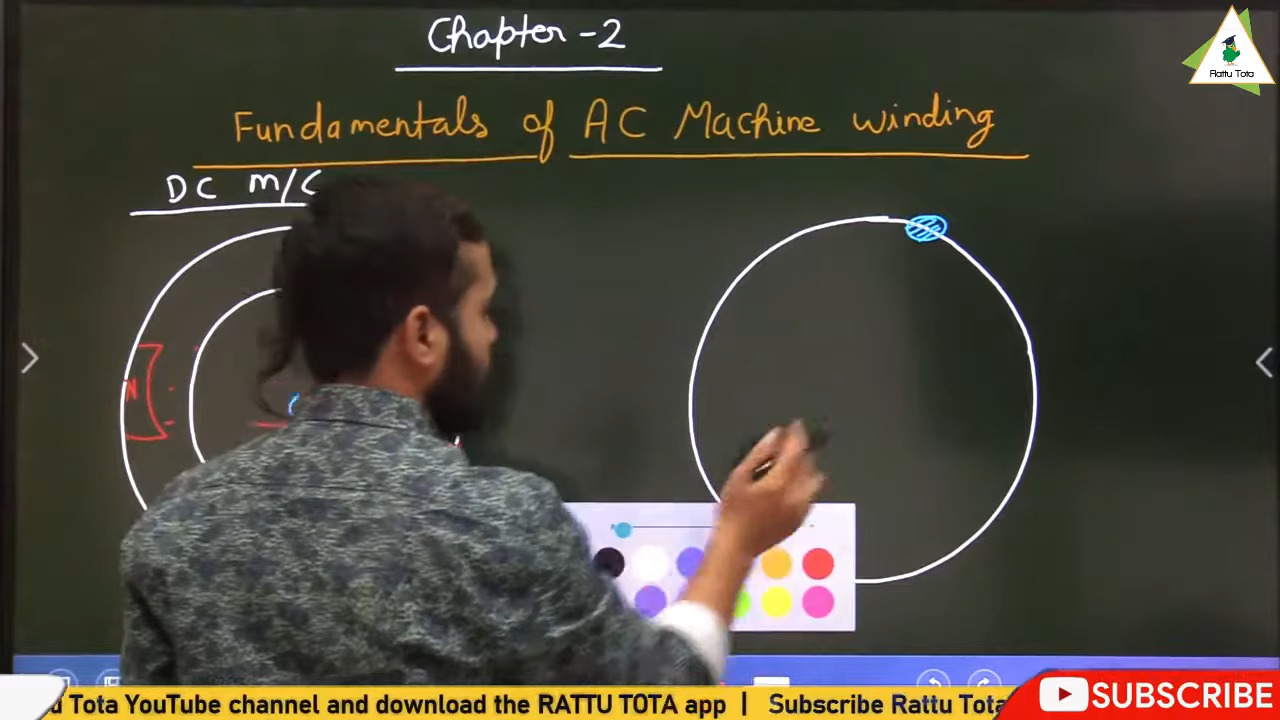 Chapter - 2
Rattu Tota
Fundamentals of AC Machine winding
DC M/C
N
u Tota YouTube channel and download the RATTU TOTA app | Subscribe Rattu Tota
SUBSCRIBE